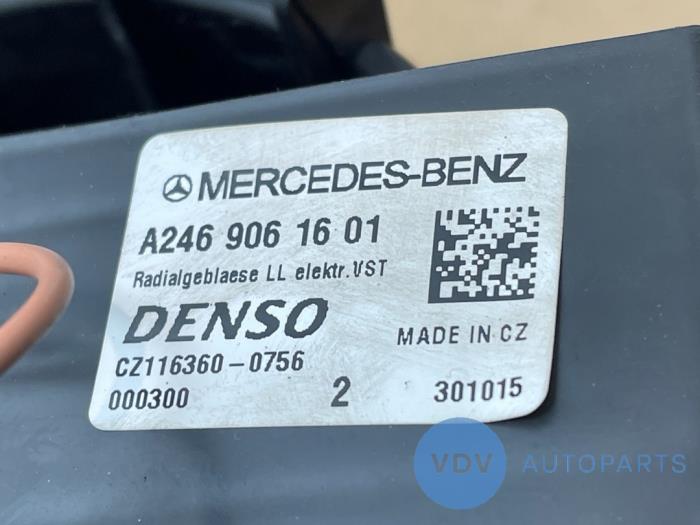 MERCEDES-BENZ
A246 906 16 01
Radialgeblaese LL elektr.VST
DENSO
MADE IN CZ
CZ116360-0756
000300 2 301015
VDV AUTOPARTS